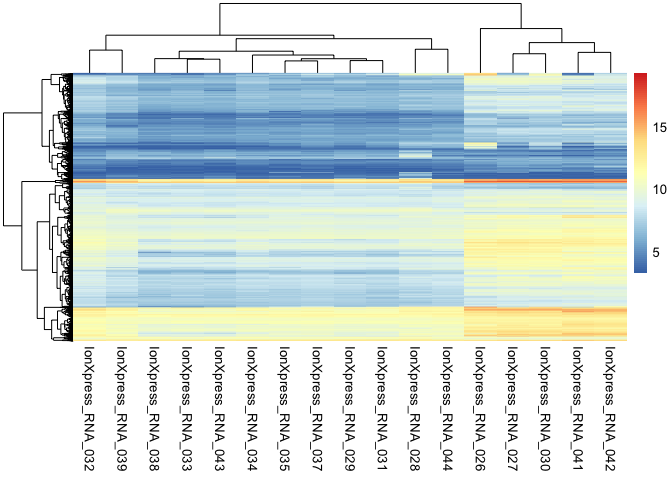 15
10
5
IonXpress_RNA_032
IonXpress_RNA_039
IonXpress_RNA_038
IonXpress_RNA_033
IonXpress_RNA_043
IonXpress_RNA_034
IonXpress_RNA_035
IonXpress_RNA_037
IonXpress_RNA_029
IonXpress_RNA_031
IonXpress_RNA_028
IonXpress_RNA_044
IonXpress_RNA_026
IonXpress_RNA_027
IonXpress_RNA_030
IonXpress_RNA_041
IonXpress_RNA_042